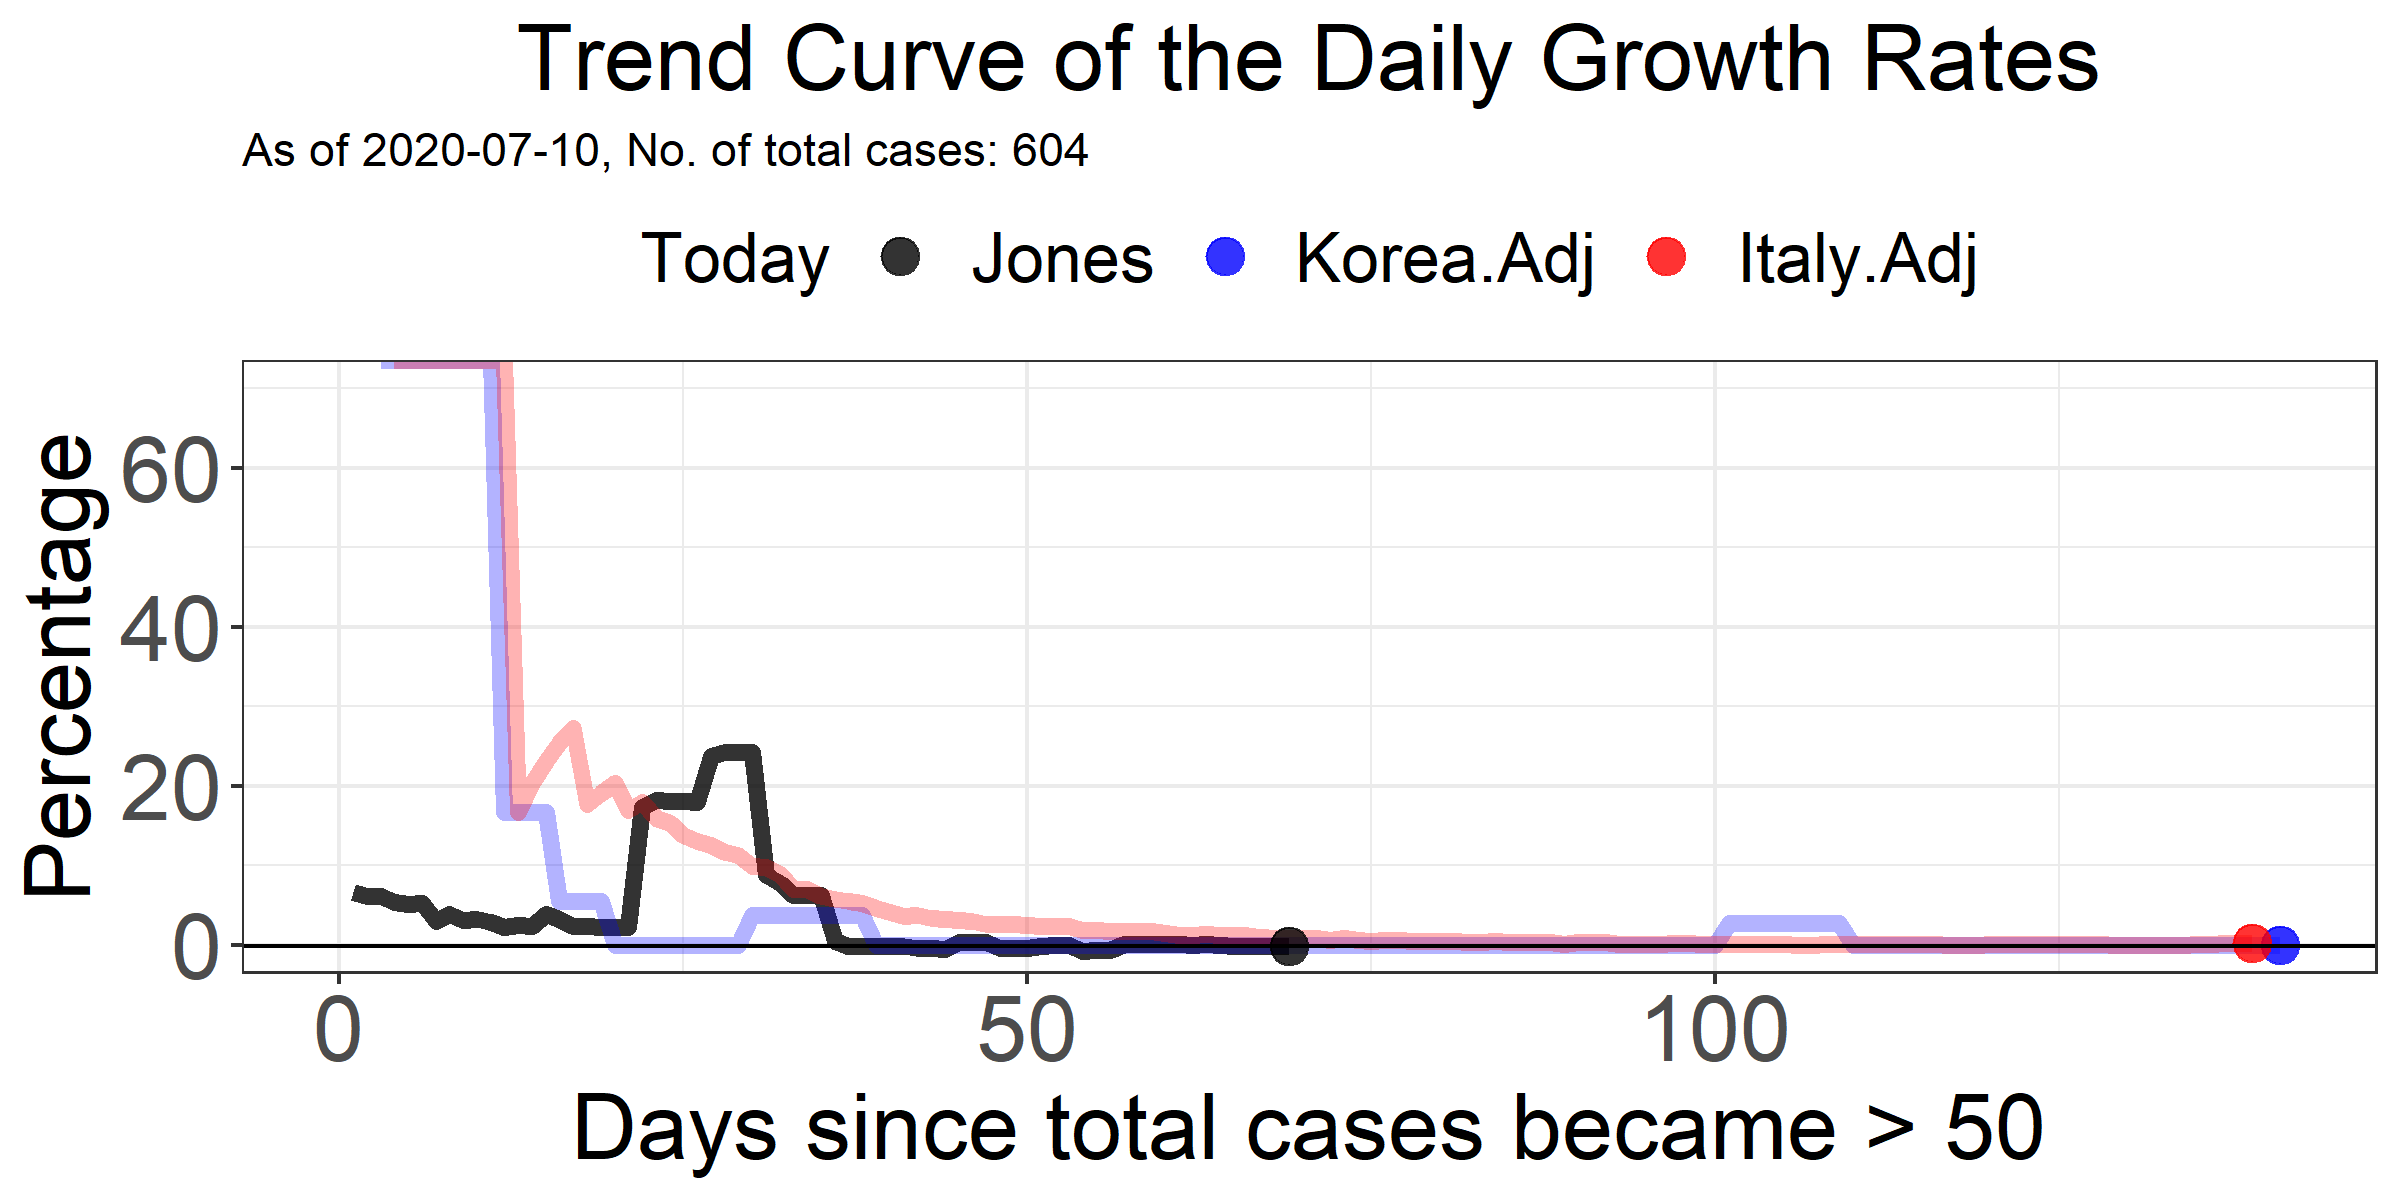 Trend Curve of the Daily Growth Rates
As of 2020-07-10, No. of total cases: 604
Today Jones Korea.Adj Italy.Adj
Percentage
60
40
20
0
0 50 100
Days since total cases became > 50